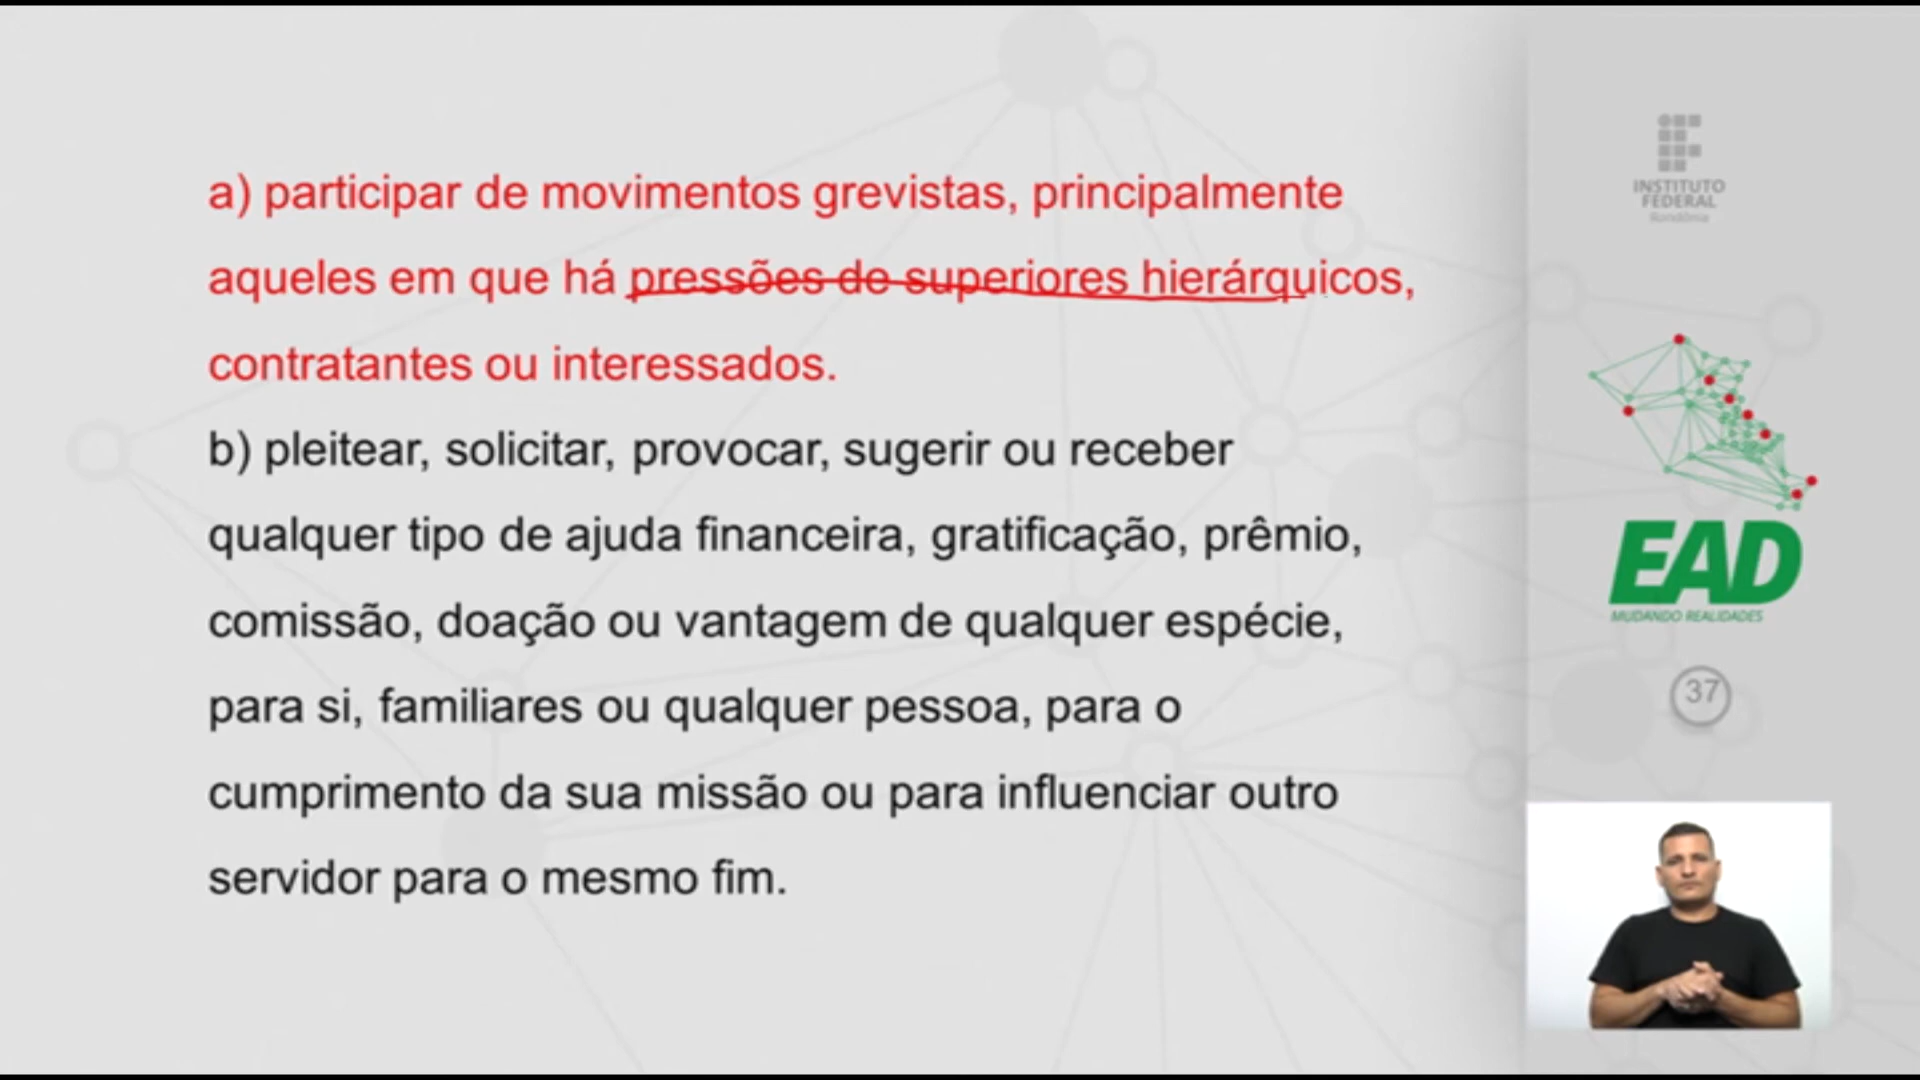 a) participar de movimentos grevistas, principalmente
aqueles em que há pressões de superiores hierárquicos,
contratantes ou interessados.
b) pleitear, solicitar, provocar, sugerir ou receber
qualquer tipo de ajuda financeira, gratificação, prêmio,
comissão, doação ou vantagem de qualquer espécie,
para si, familiares ou qualquer pessoa, para o
cumprimento da sua missão ou para influenciar outro
servidor para o mesmo fim.
INSTITUTO
FEDERAL
Rondônia
EAD
MUDANDO REALIDADES
37